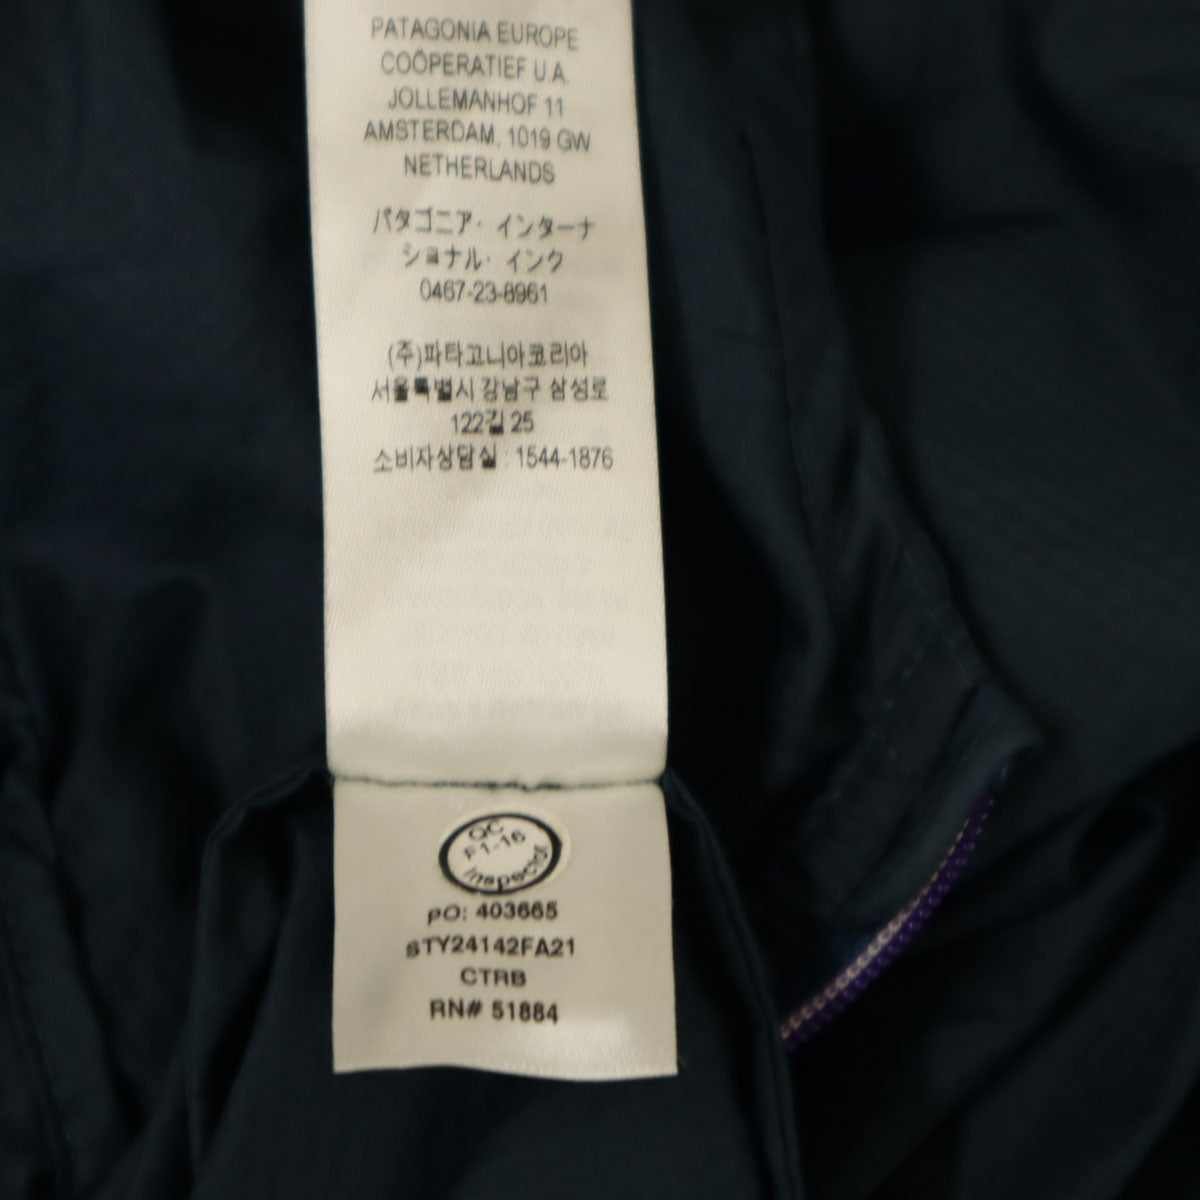 PATAGONIA EUROPE
COÖPERATIEF U.A.
JOLLEMANHOF 11
AMSTERDAM, 1019 GW
NETHERLANDS
パタゴニア・インターナ
ショナル・インク
0467-23-8961
(주)파타고니아코리아
서울특별시 강남구 삼성로
122길 25
소비자상담실 : 1544-1876
QC
F1-16
Inspector
PO: 403665
STY24142FA21
CTRB
RN# 51884